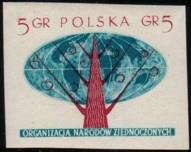 5 GR POLSKA GR 5
ORGANIZACJA NARODÓW ZJEDNOCZONYCH